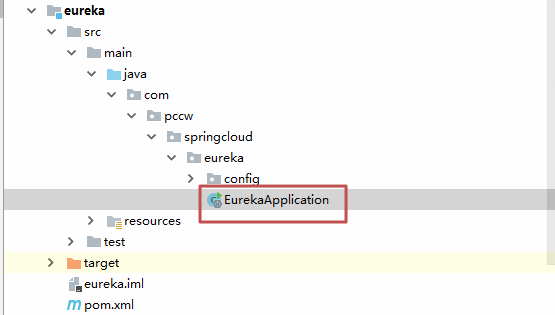 eureka
src
main
java
com
pccw
springcloud
eureka
config
EurekaApplication
resources
test
target
eureka.iml
m pom.xml